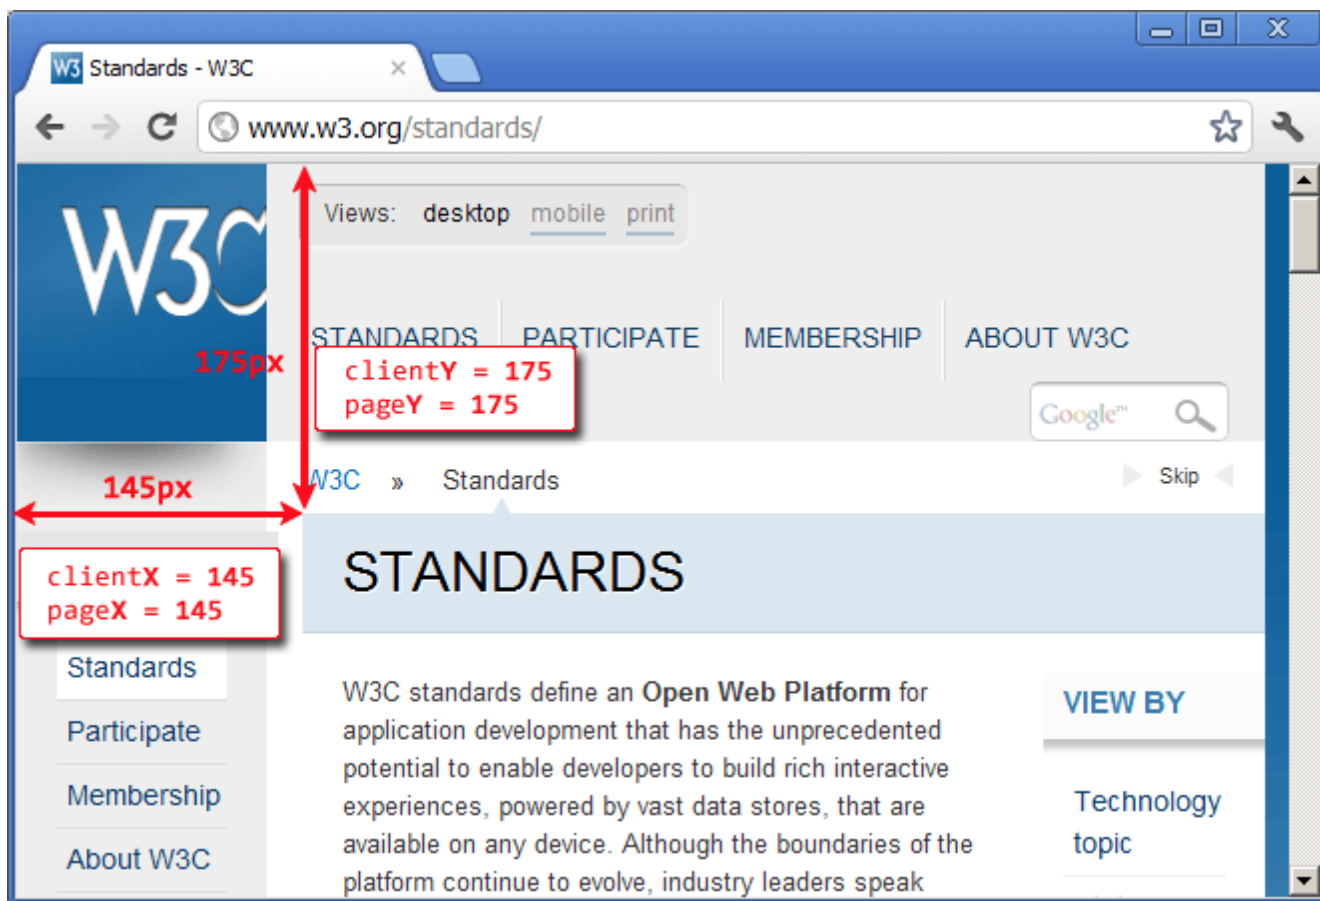 W3 Standards - W3C
www.w3.org/standards/
W3C
Views: desktop mobile print
STANDARDS PARTICIPATE MEMBERSHIP ABOUT W3C
175px
clientY = 175
pageY = 175
Google™
W3C » Standards
Skip
145px
clientX = 145
pageX = 145
STANDARDS
Standards
Participate
Membership
About W3C
W3C standards define an Open Web Platform for
application development that has the unprecedented
potential to enable developers to build rich interactive
experiences, powered by vast data stores, that are
available on any device. Although the boundaries of the
platform continue to evolve, industry leaders speak
VIEW BY
Technology
topic